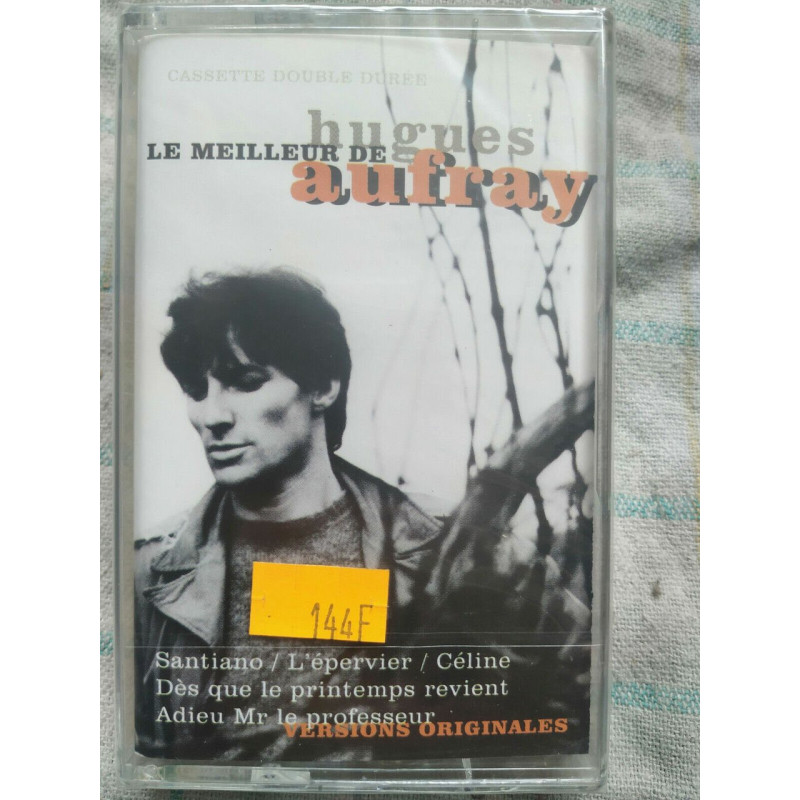 CASSETTE DOUBLE DURÉE
hugues
LE MEILLEUR DE
aufray
144F
Santiano / L'épervier / Céline
Dès que le printemps revient
Adieu Mr le professeur
VERSIONS ORIGINALES